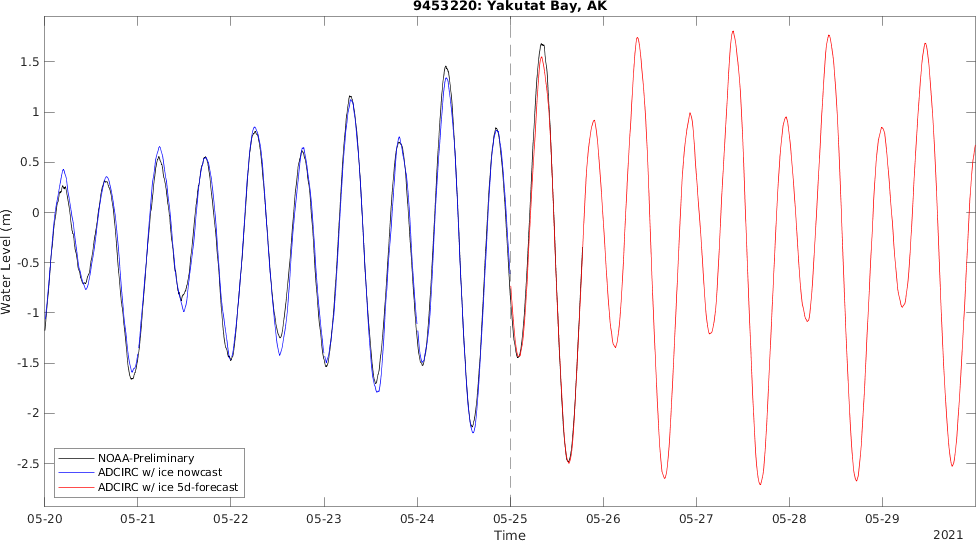 9453220: Yakutat Bay, AK
Water Level (m)
1.5
1
0.5
0
-0.5
-1
-1.5
-2
-2.5
NOAA-Preliminary
ADCIRC w/ ice nowcast
ADCIRC w/ ice 5d-forecast
05-20 05-21 05-22 05-23 05-24 05-25 05-26 05-27 05-28 05-29
Time
2021